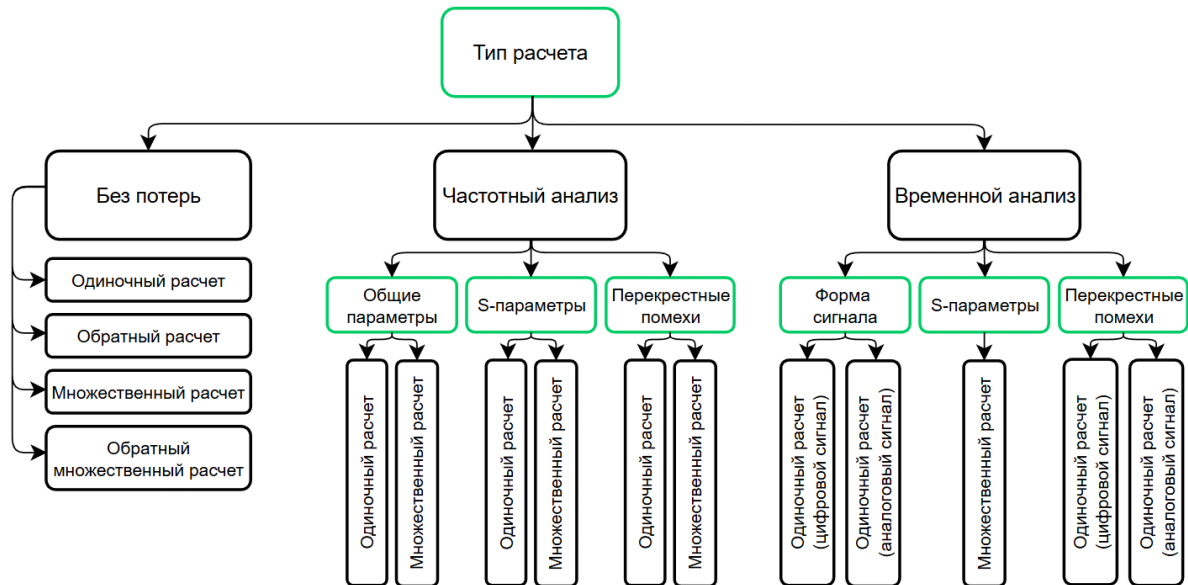 Тип расчета
Без потерь
Частотный анализ
Временной анализ
Одиночный расчет
Обратный расчет
Множественный расчет
Обратный
множественный расчет
Общие
параметры
S-параметры
Перекрестные
помехи
Форма
сигнала
S-параметры
Перекрестные
помехи
Одиночный расчет
Множественный расчет
Одиночный расчет
Множественный расчет
Одиночный расчет
Множественный расчет
Одиночный расчет
(цифровой сигнал)
Одиночный расчет
(аналоговый сигнал)
Множественный расчет
Одиночный расчет
(цифровой сигнал)
Одиночный расчет
(аналоговый сигнал)